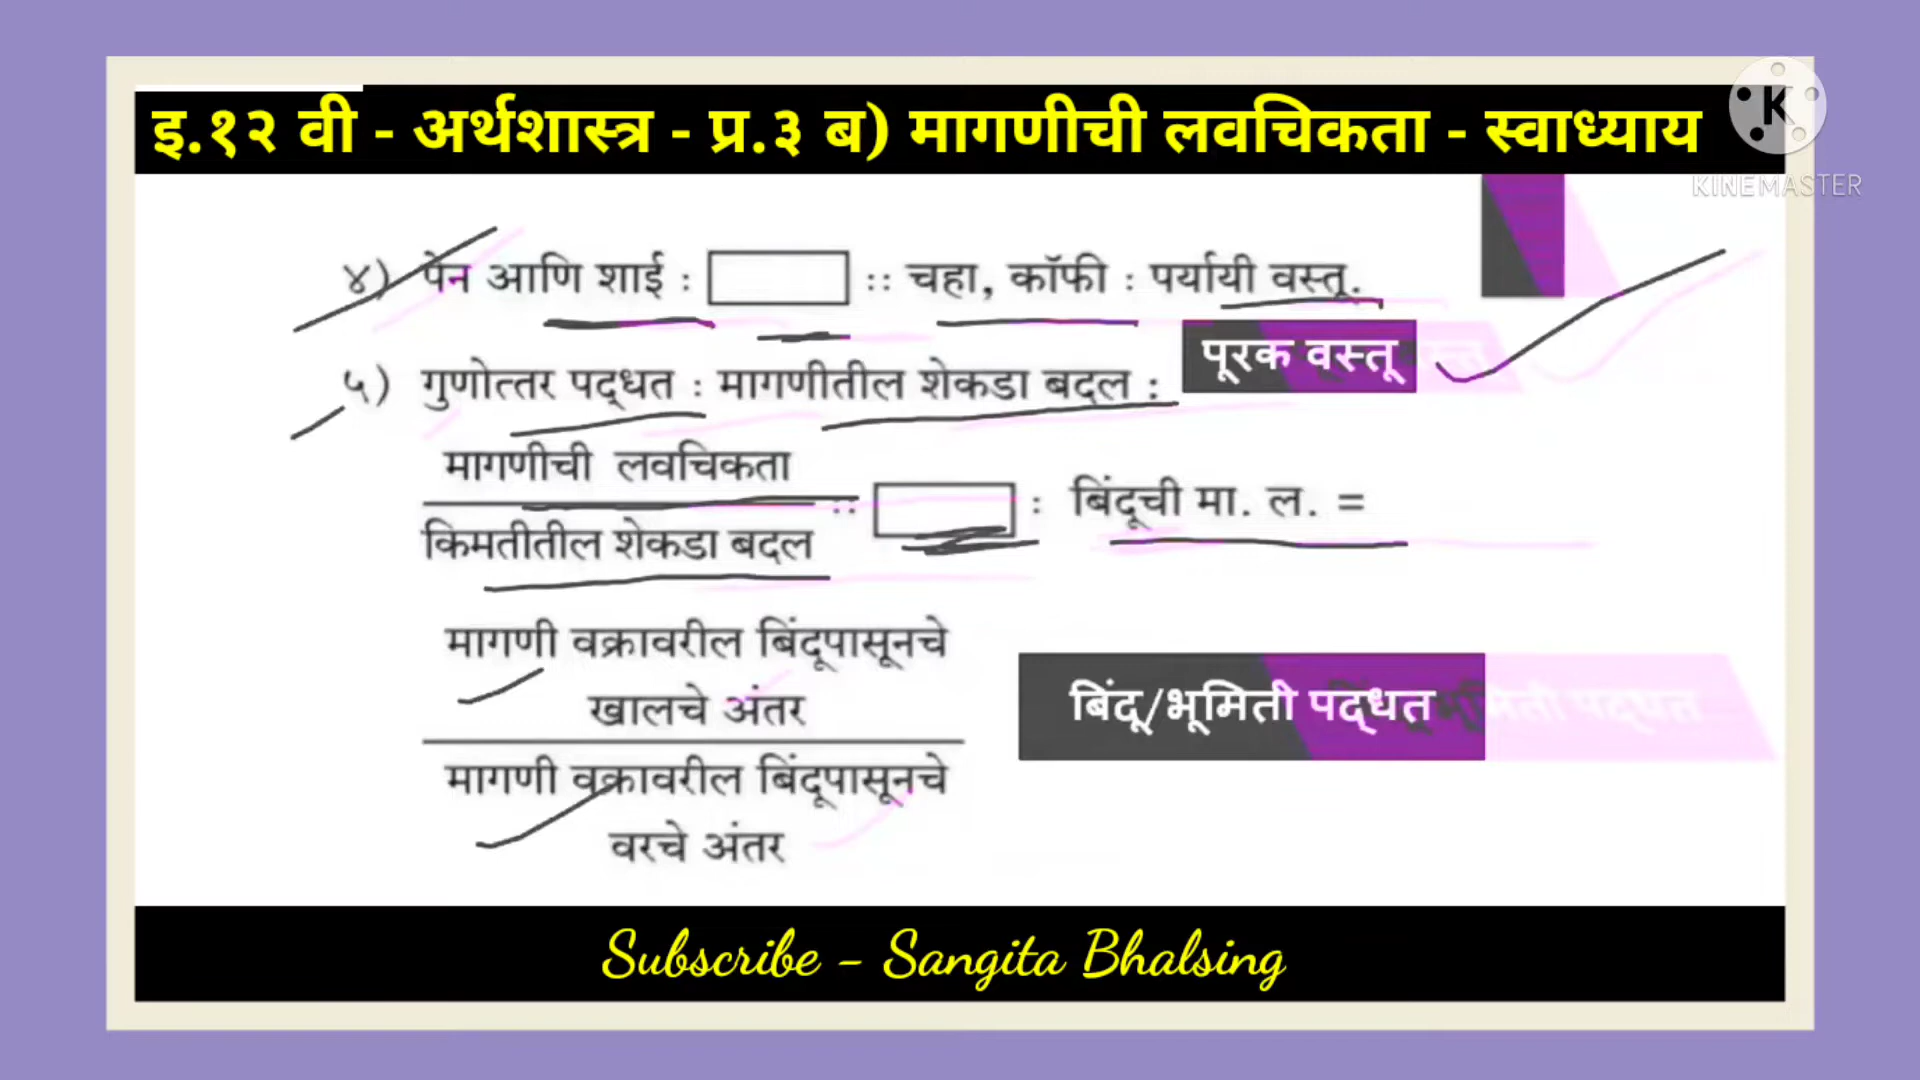 इ.१२ वी - अर्थशास्त्र - प्र.३ ब) मागणीची लवचिकता - स्वाध्याय
K
KINEMASTER
४) पेन आणि शाई : :: चहा, कॉफी : पर्यायी वस्तू.
पूरक वस्तू
५) गुणोत्तर पद्धत : मागणीतील शेकडा बदल :
मागणीची लवचिकता
किमतीतील शेकडा बदल :: : बिंदूची मा. ल. =
मागणी वक्रावरील बिंदूपासूनचे
खालचे अंतर
बिंदू/भूमिती पद्धत
मागणी वक्रावरील बिंदूपासूनचे
वरचे अंतर
Subscribe - Sangita Bhalsing